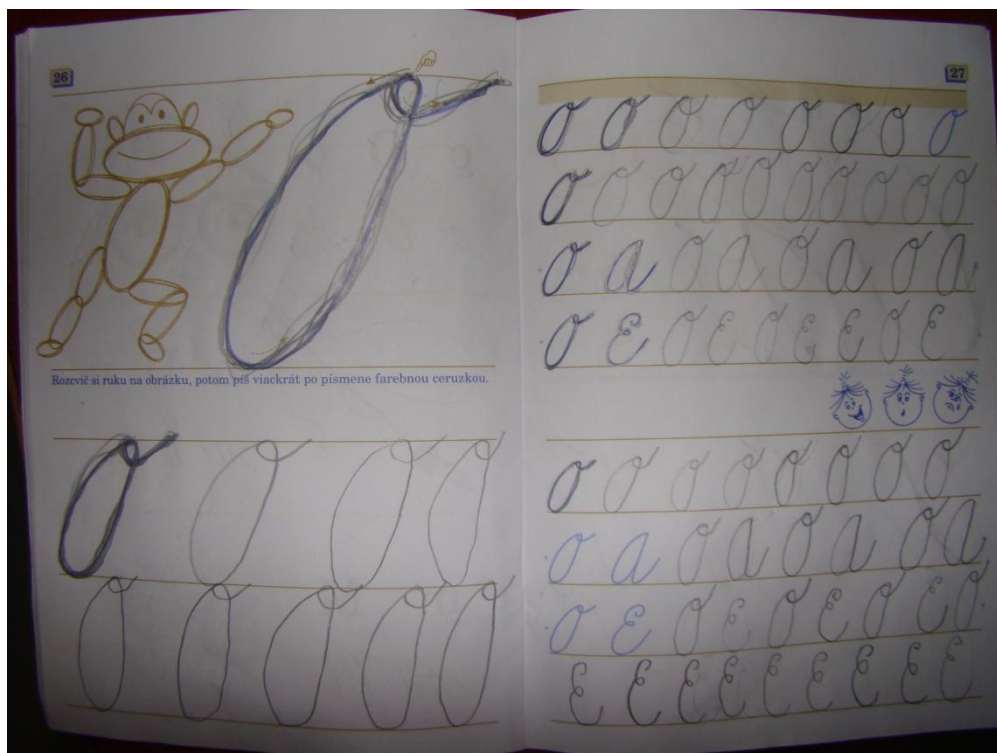 26
O
Rozcvič si ruku na obrázku, potom píš viackrát po písmene farebnou ceruzkou.
O O O O
O O O O O
27
O O O O O O O O
O O O O O O O O O O
O A O A O A O A
O E O E O E E O E
O O O O O O O O
O A O A O A O A
O E O E O E O E O
E E E E E E E E E